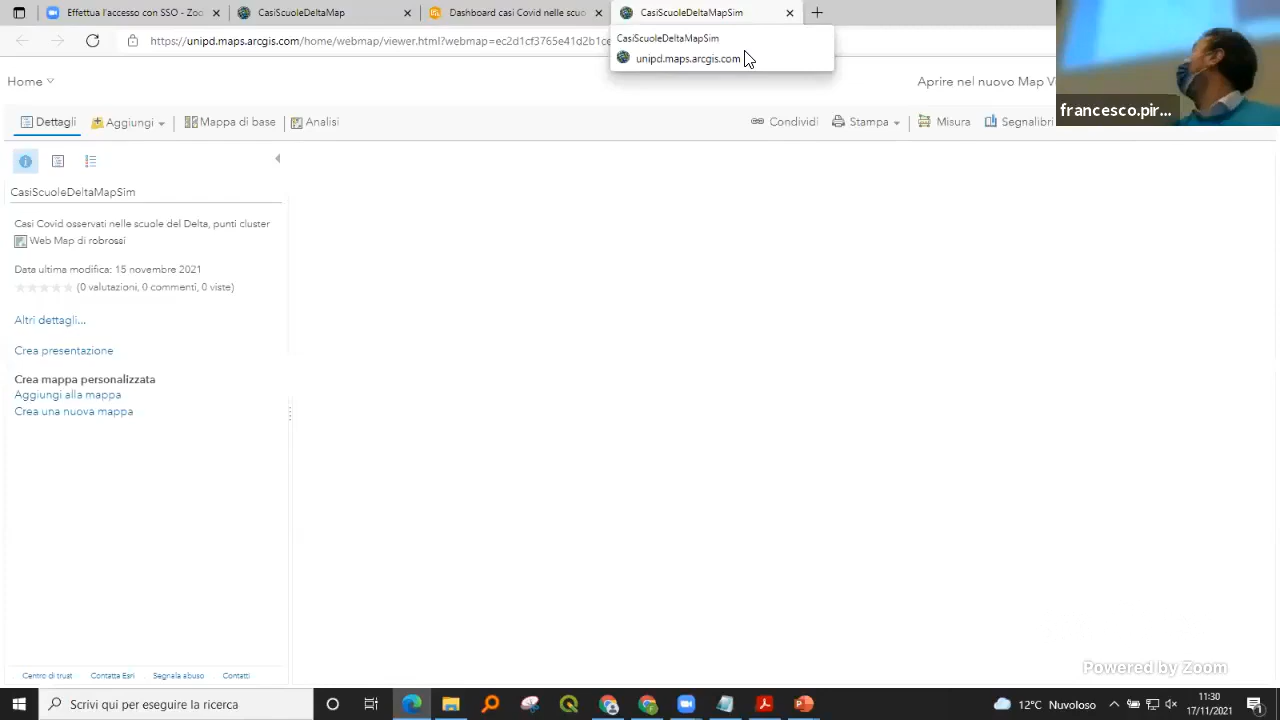 Effettua l'accesso con SSO - Zoo
CasiScuoleDeltaMap
Dashboard casi Covid nelle scuo
CasiScuoleDeltaMapSim
https://unipd.maps.arcgis.com/home/webmap/viewer.html?webmap=ec2d1cf3765e41d2b1ce
CasiScuoleDeltaMapSim
unipd.maps.arcgis.com
Home
Aprire nel nuovo Map V
francesco.pir...
Dettagli
Aggiungi
Mappa di base
Analisi
Condividi
Stampa
Misura
Segnalibri
CasiScuoleDeltaMapSim
Casi Covid osservati nelle scuole del Delta, punti cluster
Web Map di robrossi
Data ultima modifica: 15 novembre 2021
(0 valutazioni, 0 commenti, 0 viste)
Altri dettagli...
Crea presentazione
Crea mappa personalizzata
Aggiungi alla mappa
Crea una nuova mappa
Centro di trust
Contatta Esri
Segnala abuso
Contatti
Powered by Zoom
Scrivi qui per eseguire la ricerca
12°C Nuvoloso
11:30
17/11/2021
1